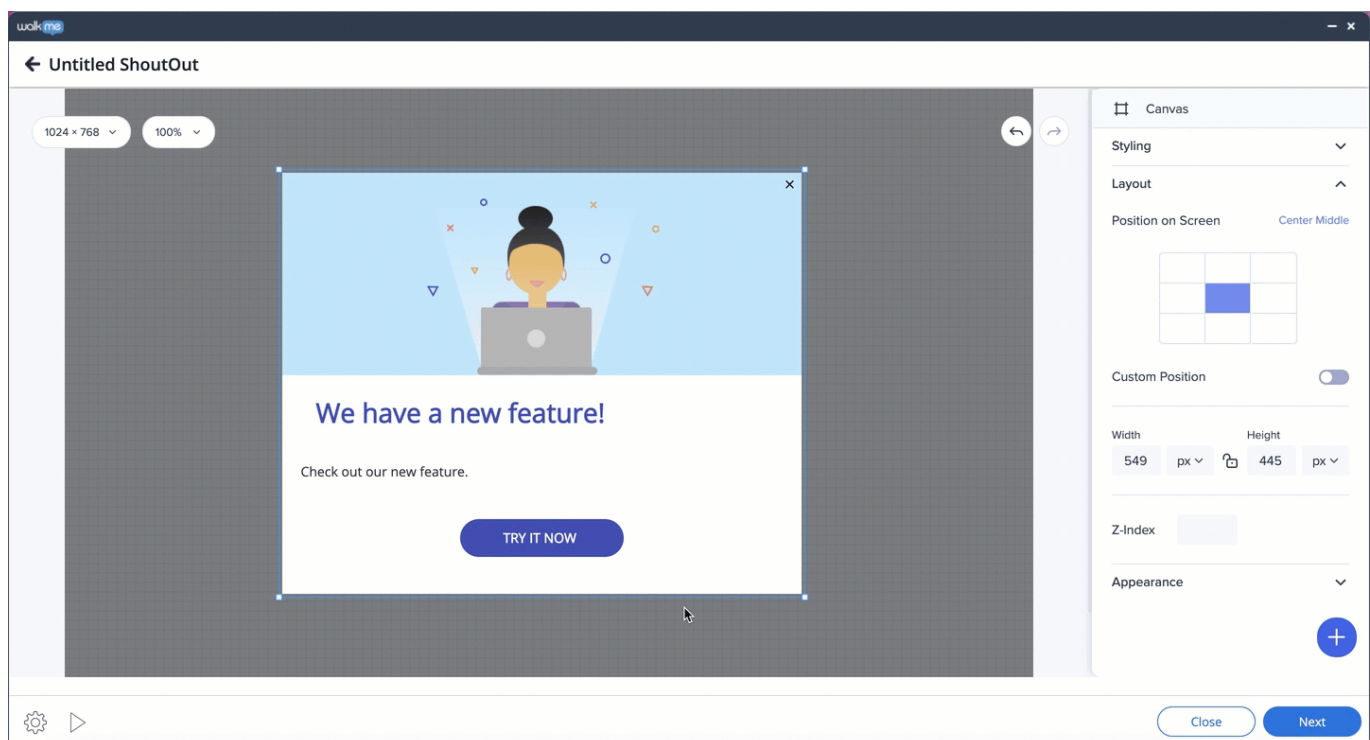 walkme
Untitled ShoutOut
1024 × 768
100%
We have a new feature!
Check out our new feature.
TRY IT NOW
Canvas
Styling
Layout
Position on Screen Center Middle
Custom Position
Width Height
549 px 445 px
Z-Index
Appearance
Close Next